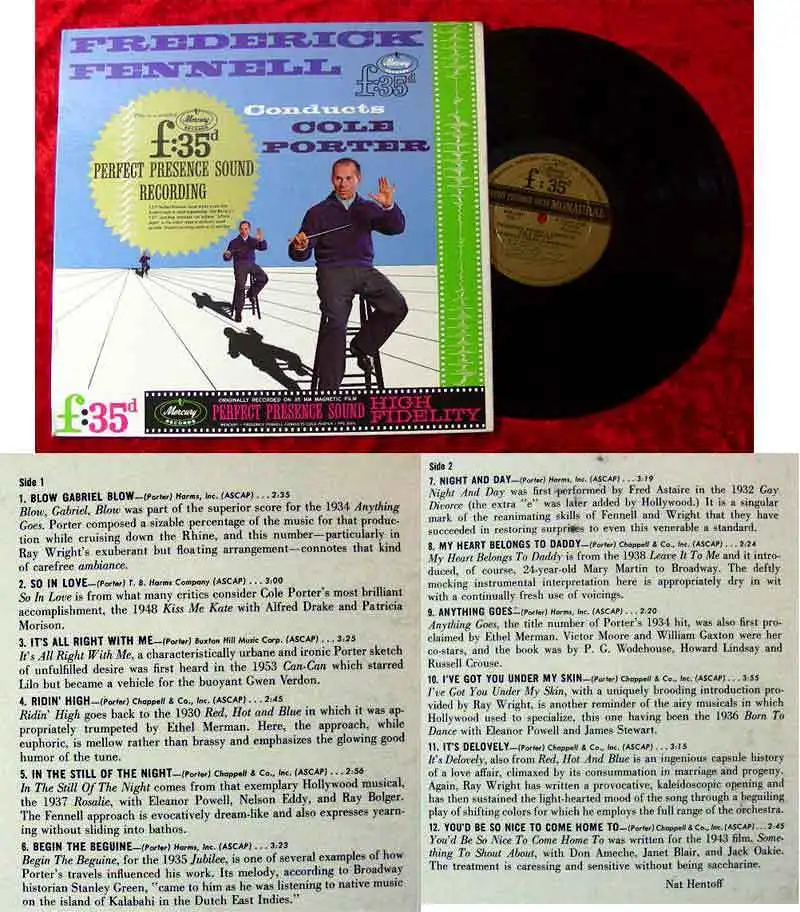 FREDERICK
FENNELL
Mercury
f:35d
Conducts
COLE
PORTER
Mercury
f:35d
PERFECT PRESENCE SOUND
RECORDING
f:35d
MONAURAL
f:35d
Mercury
RECORDS
ORIGINALLY RECORDED ON 35 MM MAGNETIC FILM
PERFECT PRESENCE SOUND
HIGH
FIDELITY
MERCURY - FREDERICK FENNELL CONDUCTS COLE PORTER
Side 1
1. BLOW GABRIEL BLOW—(Porter) Harms, Inc. (ASCAP) . . . 2:35
Blow, Gabriel, Blow was part of the superior score for the 1934 Anything
Goes. Porter composed a sizable percentage of the music for that produc-
tion while cruising down the Rhine, and this number—particularly in
Ray Wright's exuberant but floating arrangement—connotes that kind
of carefree ambiance.
2. SO IN LOVE—(Porter) T. B. Harms Company (ASCAP) . . . 3:00
So In Love is from what many critics consider Cole Porter's most brilliant
accomplishment, the 1948 Kiss Me Kate with Alfred Drake and Patricia
Morison.
3. IT'S ALL RIGHT WITH ME—(Porter) Buxton Hill Music Corp. (ASCAP) . . . 3:25
It's All Right With Me, a characteristically urbane and ironic Porter sketch
of unfulfilled desire was first heard in the 1953 Can-Can which starred
Lilo but became a vehicle for the buoyant Gwen Verdon.
4. RIDIN' HIGH—(Porter) Chappell & Co., Inc. (ASCAP) . . . 2:45
Ridin' High goes back to the 1930 Red, Hot and Blue in which it was ap-
propriately trumpeted by Ethel Merman. Here, the approach, while
euphoric, is mellow rather than brassy and emphasizes the glowing good
humor of the tune.
5. IN THE STILL OF THE NIGHT—(Porter) Chappell & Co., Inc. (ASCAP) . . . 2:56
In The Still Of The Night comes from that exemplary Hollywood musical,
the 1937 Rosalie, with Eleanor Powell, Nelson Eddy, and Ray Bolger.
The Fennell approach is evocatively dream-like and also expresses yearn-
ing without sliding into bathos.
6. BEGIN THE BEGUINE—(Porter) Harms, Inc. (ASCAP) . . . 3:23
Begin The Beguine, for the 1935 Jubilee, is one of several examples of how
Porter's travels influenced his work. Its melody, according to Broadway
historian Stanley Green, "came to him as he was listening to native music
on the island of Kalabahi in the Dutch East Indies."
Side 2
7. NIGHT AND DAY—(Porter) Harms, Inc. (ASCAP) . . . 3:19
Night And Day was first performed by Fred Astaire in the 1932 Gay
Divorce (the extra "e" was later added by Hollywood.) It is a singular
mark of the reanimating skills of Fennell and Wright that they have
succeeded in restoring surprises to even this venerable a standard.
8. MY HEART BELONGS TO DADDY—(Porter) Chappell & Co., Inc. (ASCAP) . . . 2:24
My Heart Belongs To Daddy is from the 1938 Leave It To Me and it intro-
duced, of course, 24-year-old Mary Martin to Broadway. The deftly
mocking instrumental interpretation here is appropriately dry in wit
with a continually fresh use of voicings.
9. ANYTHING GOES—(Porter) Harms, Inc. (ASCAP) . . . 2:20
Anything Goes, the title number of Porter's 1934 hit, was also first pro-
claimed by Ethel Merman. Victor Moore and William Gaxton were her
co-stars, and the book was by P. G. Wodehouse, Howard Lindsay and
Russell Crouse.
10. I'VE GOT YOU UNDER MY SKIN—(Porter) Chappell & Co., Inc. (ASCAP) . . . 3:55
I've Got You Under My Skin, with a uniquely brooding introduction pro-
vided by Ray Wright, is another reminder of the airy musicals in which
Hollywood used to specialize, this one having been the 1936 Born To
Dance with Eleanor Powell and James Stewart.
11. IT'S DELOVELY—(Porter) Chappell & Co., Inc. (ASCAP) . . . 3:15
It's Delovely, also from Red, Hot And Blue is an ingenious capsule history
of a love affair, climaxed by its consummation in marriage and progeny.
Again, Ray Wright has written a provocative, kaleidoscopic opening and
has then sustained the light-hearted mood of the song through a beguiling
play of shifting colors for which he employs the full range of the orchestra.
12. YOU'D BE SO NICE TO COME HOME TO—(Porter) Chappell & Co., Inc. (ASCAP) . . . 2:45
You'd Be So Nice To Come Home To was written for the 1943 film, Some-
thing To Shout About, with Don Ameche, Janet Blair, and Jack Oakie.
The treatment is caressing and sensitive without being saccharine.
Nat Hentoff